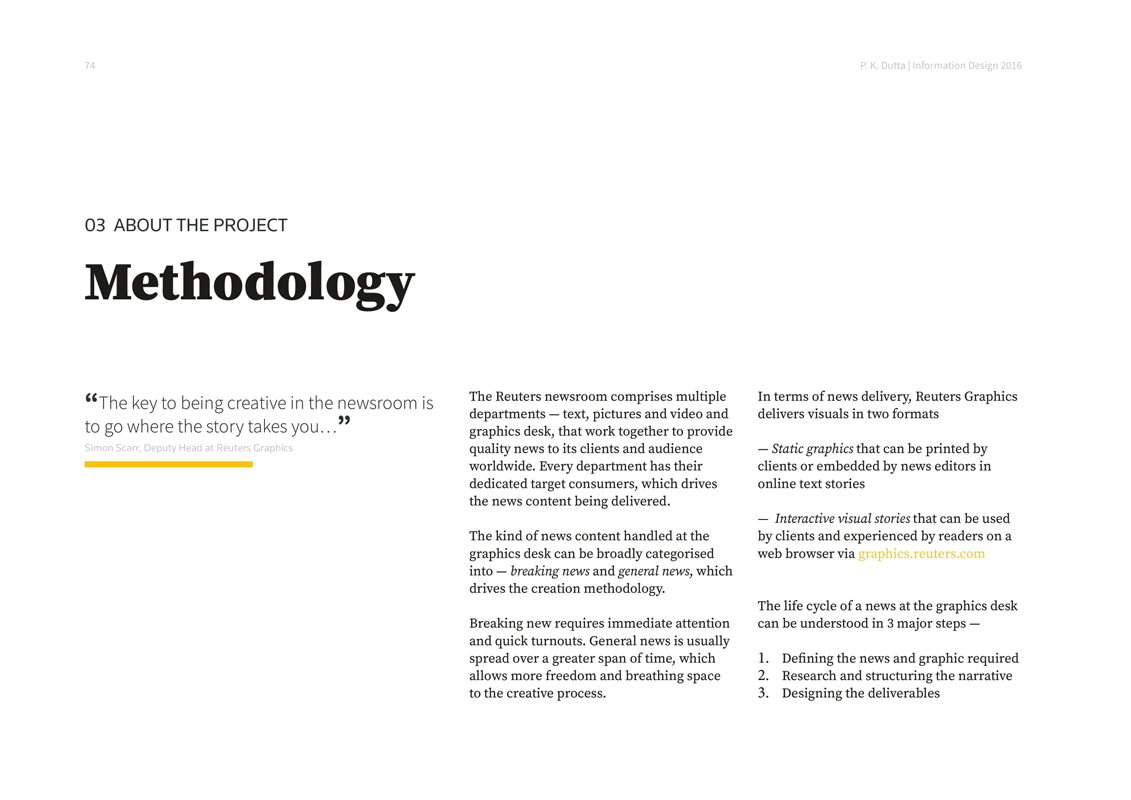 74
P. K. Dutta | Information Design 2016
03 ABOUT THE PROJECT
Methodology
“The key to being creative in the newsroom is
to go where the story takes you…”
Simon Scarr, Deputy Head at Reuters Graphics
The Reuters newsroom comprises multiple
departments — text, pictures and video and
graphics desk, that work together to provide
quality news to its clients and audience
worldwide. Every department has their
dedicated target consumers, which drives
the news content being delivered.
The kind of news content handled at the
graphics desk can be broadly categorised
into — breaking news and general news, which
drives the creation methodology.
Breaking new requires immediate attention
and quick turnouts. General news is usually
spread over a greater span of time, which
allows more freedom and breathing space
to the creative process.
In terms of news delivery, Reuters Graphics
delivers visuals in two formats
— Static graphics that can be printed by
clients or embedded by news editors in
online text stories
— Interactive visual stories that can be used
by clients and experienced by readers on a
web browser via graphics.reuters.com
The life cycle of a news at the graphics desk
can be understood in 3 major steps —
1. Defining the news and graphic required
2. Research and structuring the narrative
3. Designing the deliverables